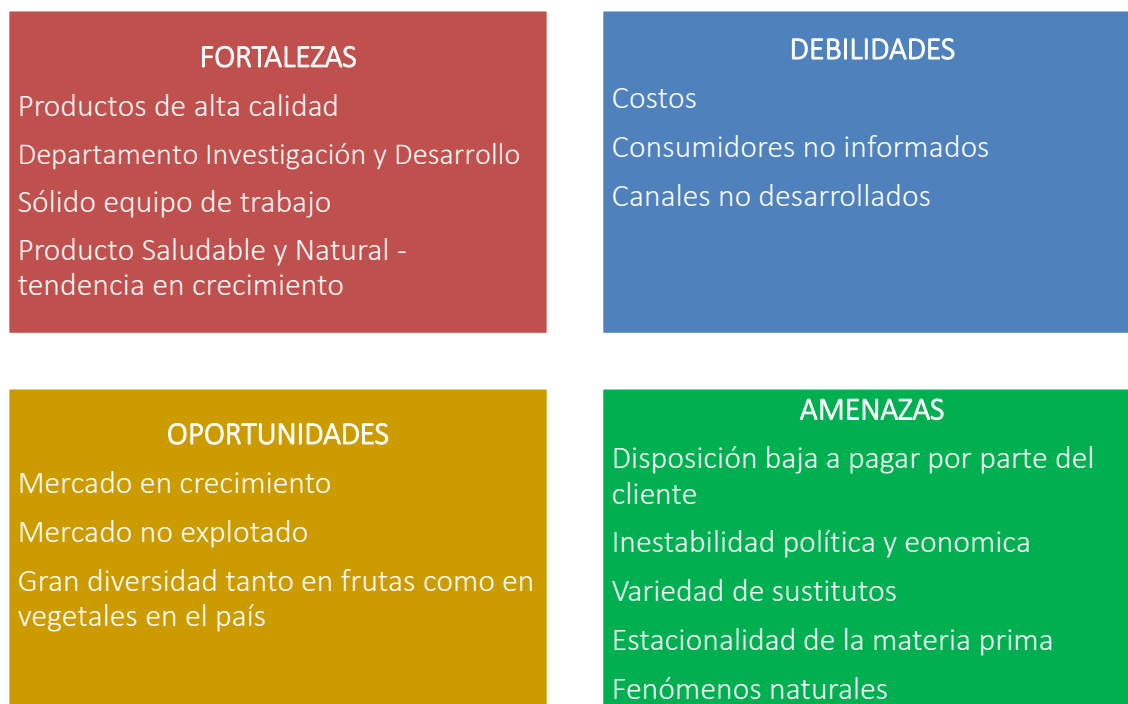 FORTALEZAS
Productos de alta calidad
Departamento Investigación y Desarrollo
Sólido equipo de trabajo
Producto Saludable y Natural -
tendencia en crecimiento
DEBILIDADES
Costos
Consumidores no informados
Canales no desarrollados
OPORTUNIDADES
Mercado en crecimiento
Mercado no explotado
Gran diversidad tanto en frutas como en
vegetales en el país
AMENAZAS
Disposición baja a pagar por parte del
cliente
Inestabilidad política y eonomica
Variedad de sustitutos
Estacionalidad de la materia prima
Fenómenos naturales